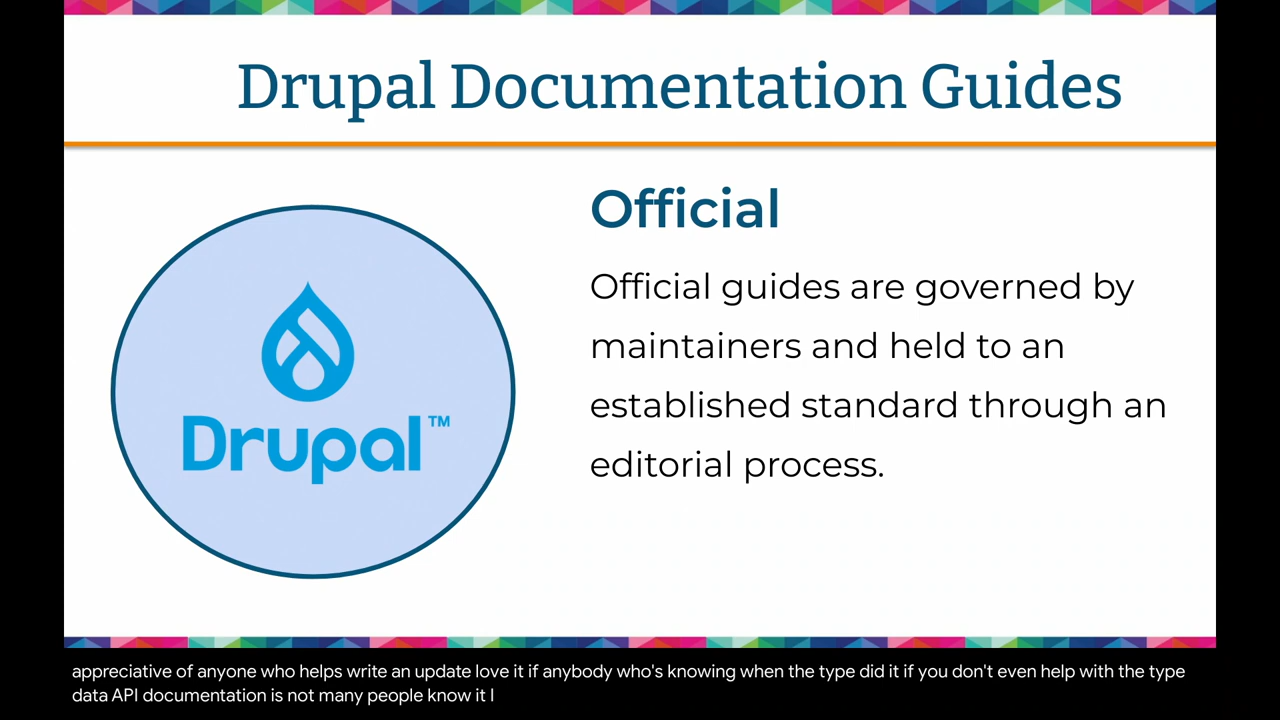 Drupal Documentation Guides
Official
Official guides are governed by
maintainers and held to an
established standard through an
editorial process.
Drupal™
appreciative of anyone who helps write an update love it if anybody who's knowing when the type did it if you don't even help with the type
data API documentation is not many people know it I